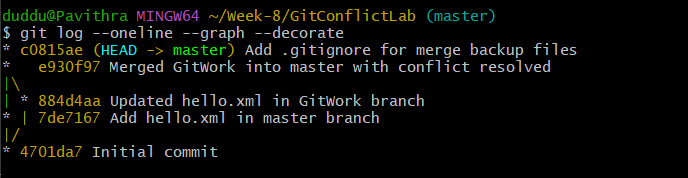 duddu@Pavithra MINGW64 ~/Week-8/GitConflictLab (master)
$ git log --oneline --graph --decorate
* c0815ae (HEAD -> master) Add .gitignore for merge backup files
*   e930f97 Merged GitWork into master with conflict resolved
|\
| * 884d4aa Updated hello.xml in GitWork branch
* | 7de7167 Add hello.xml in master branch
|/
* 4701da7 Initial commit